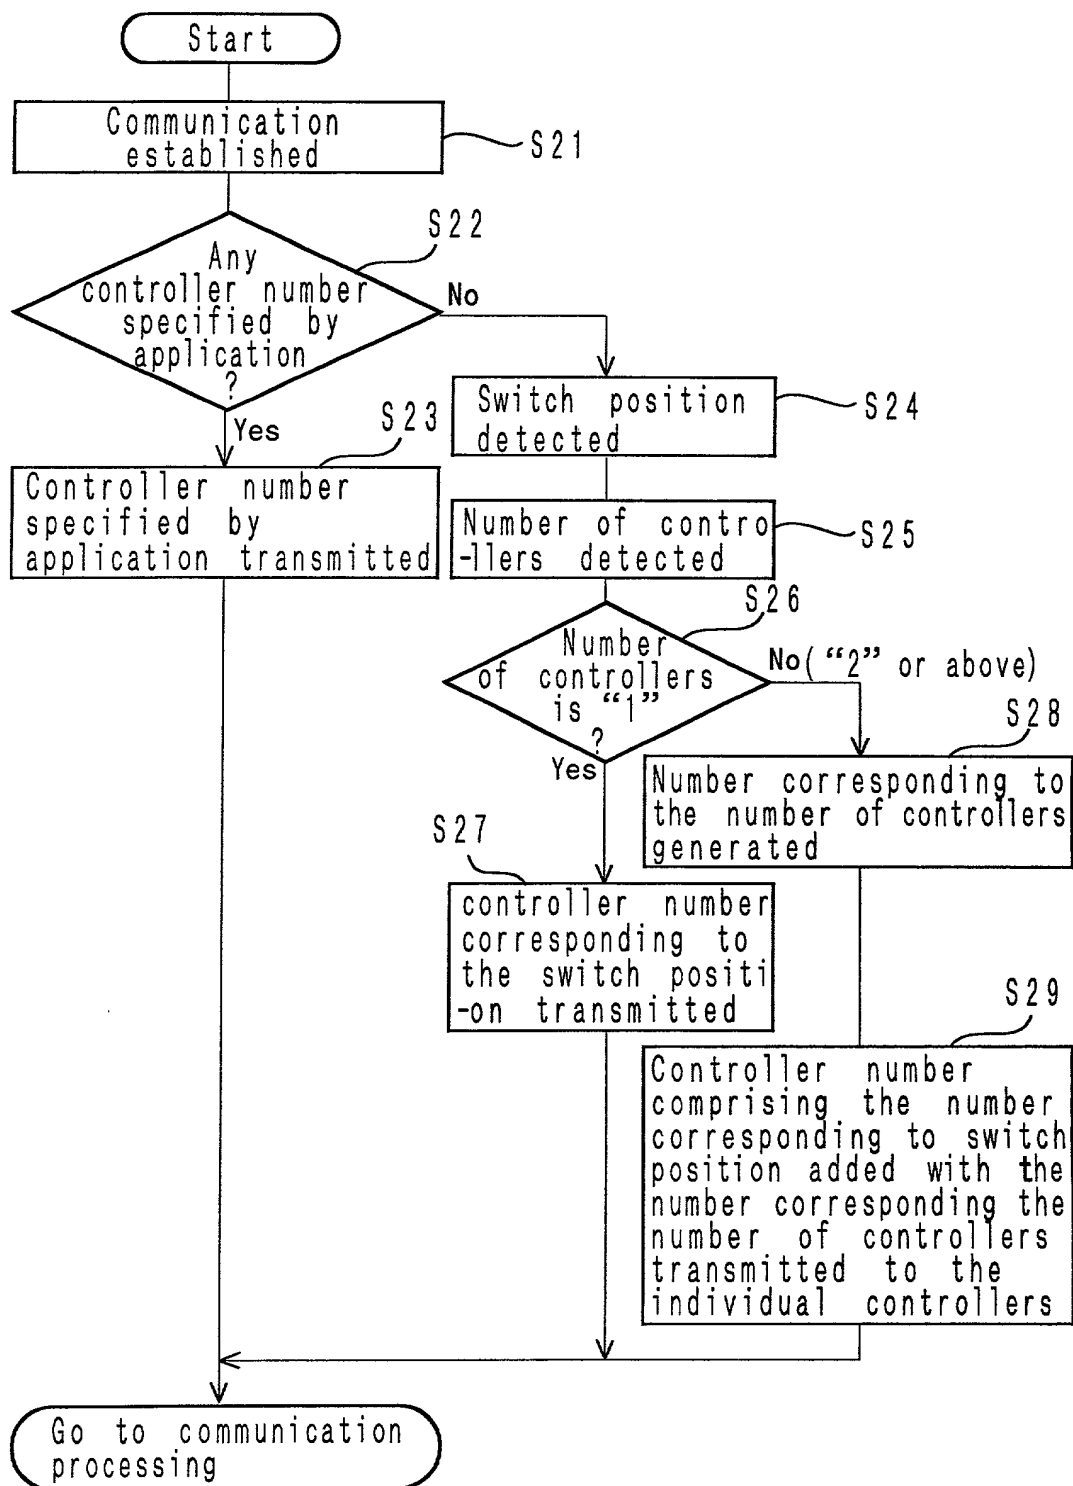 Start
Communication
established
S21
S22
Any
controller number
specified by
application
?
No
Yes
S23
Controller number
specified by
application transmitted
Switch position
detected
S24
Number of contro
-llers detected
S25
S26
Number
of controllers
is “1”
?
No (“2” or above)
Yes
S27
controller number
corresponding to
the switch positi
-on transmitted
S28
Number corresponding to
the number of controllers
generated
S29
Controller number
comprising the number
corresponding to switch
position added with the
number corresponding the
number of controllers
transmitted to the
individual controllers
Go to communication
processing